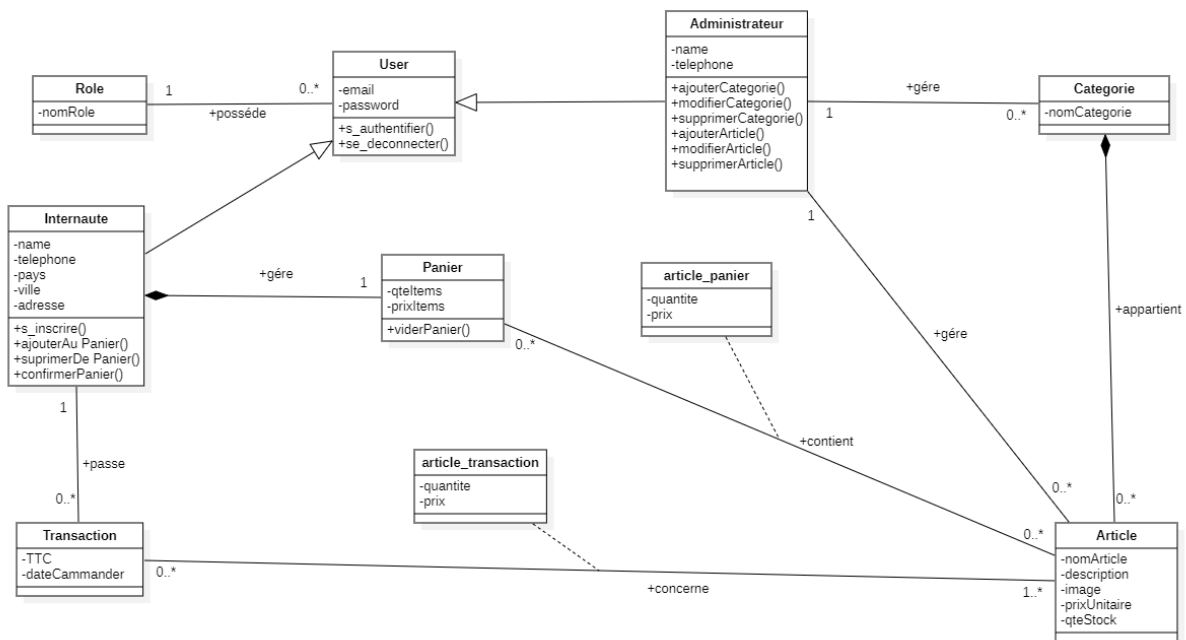 Administrateur
-name
-telephone
+ajouterCategorie()
+modifierCategorie()
+supprimerCategorie()
+ajouterArticle()
+modifierArticle()
+supprimerArticle()
User
-email
-password
+s_authentifier()
+se_deconnecter()
Role
-nomRole
1
0..*
+posséde
+gére
1
0..*
Categorie
-nomCategorie
Internaute
-name
-telephone
-pays
-ville
-adresse
+s_inscrire()
+ajouterAu Panier()
+suprimerDe Panier()
+confirmerPanier()
+gére
1
Panier
-qteItems
-prixItems
+viderPanier()
0..*
article_panier
-quantite
-prix
1
+gére
0..*
+appartient
0..*
+contient
0..*
1
+passe
0..*
article_transaction
-quantite
-prix
Transaction
-TTC
-dateCammander
0..*
+concerne
1..*
Article
-nomArticle
-description
-image
-prixUnitaire
-qteStock